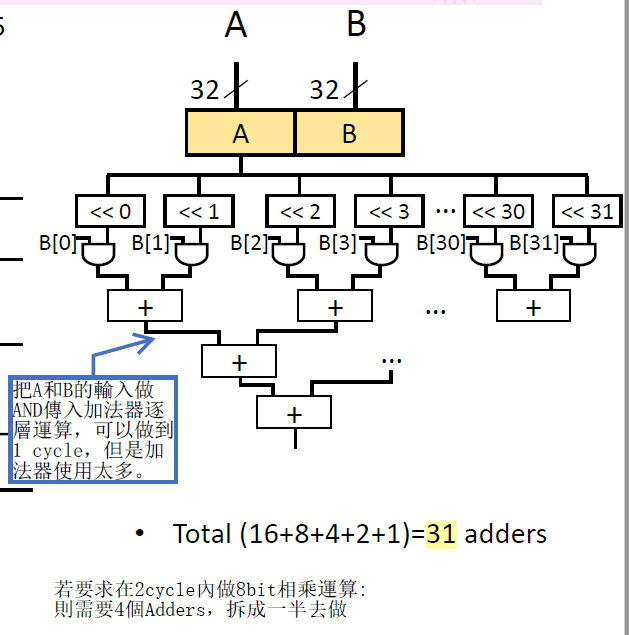 A B
32 32
A B
<< 0 << 1 << 2 << 3 ... << 30 << 31
B[0] B[1] B[2] B[3] B[30] B[31]
+ + ... +
+ ...
+
把A和B的輸入做
AND傳入加法器逐
層運算，可以做到
1 cycle，但是加
法器使用太多。
• Total (16+8+4+2+1)=31 adders
若要求在2cycle內做8bit相乘運算:
則需要4個Adders，拆成一半去做